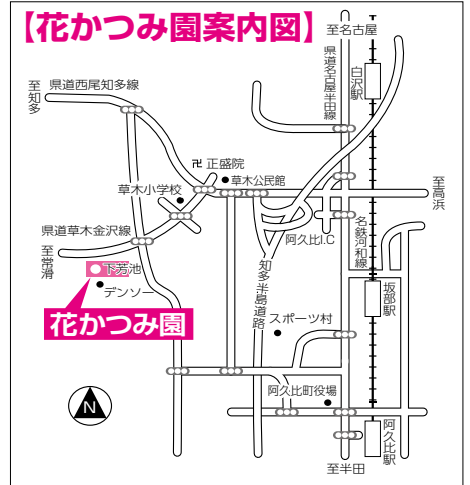 【花かつみ園案内図】
至名古屋
県道名古屋半田線
白沢駅
至知多
県道西尾知多線
卍 正盛院
草木公民館
草木小学校
至高浜
県道草木金沢線
阿久比I.C
名鉄河和線
至常滑
下芳池
デンソー
花かつみ園
知多半島道路
坂部駅
スポーツ村
阿久比町役場
N
阿久比駅
至半田